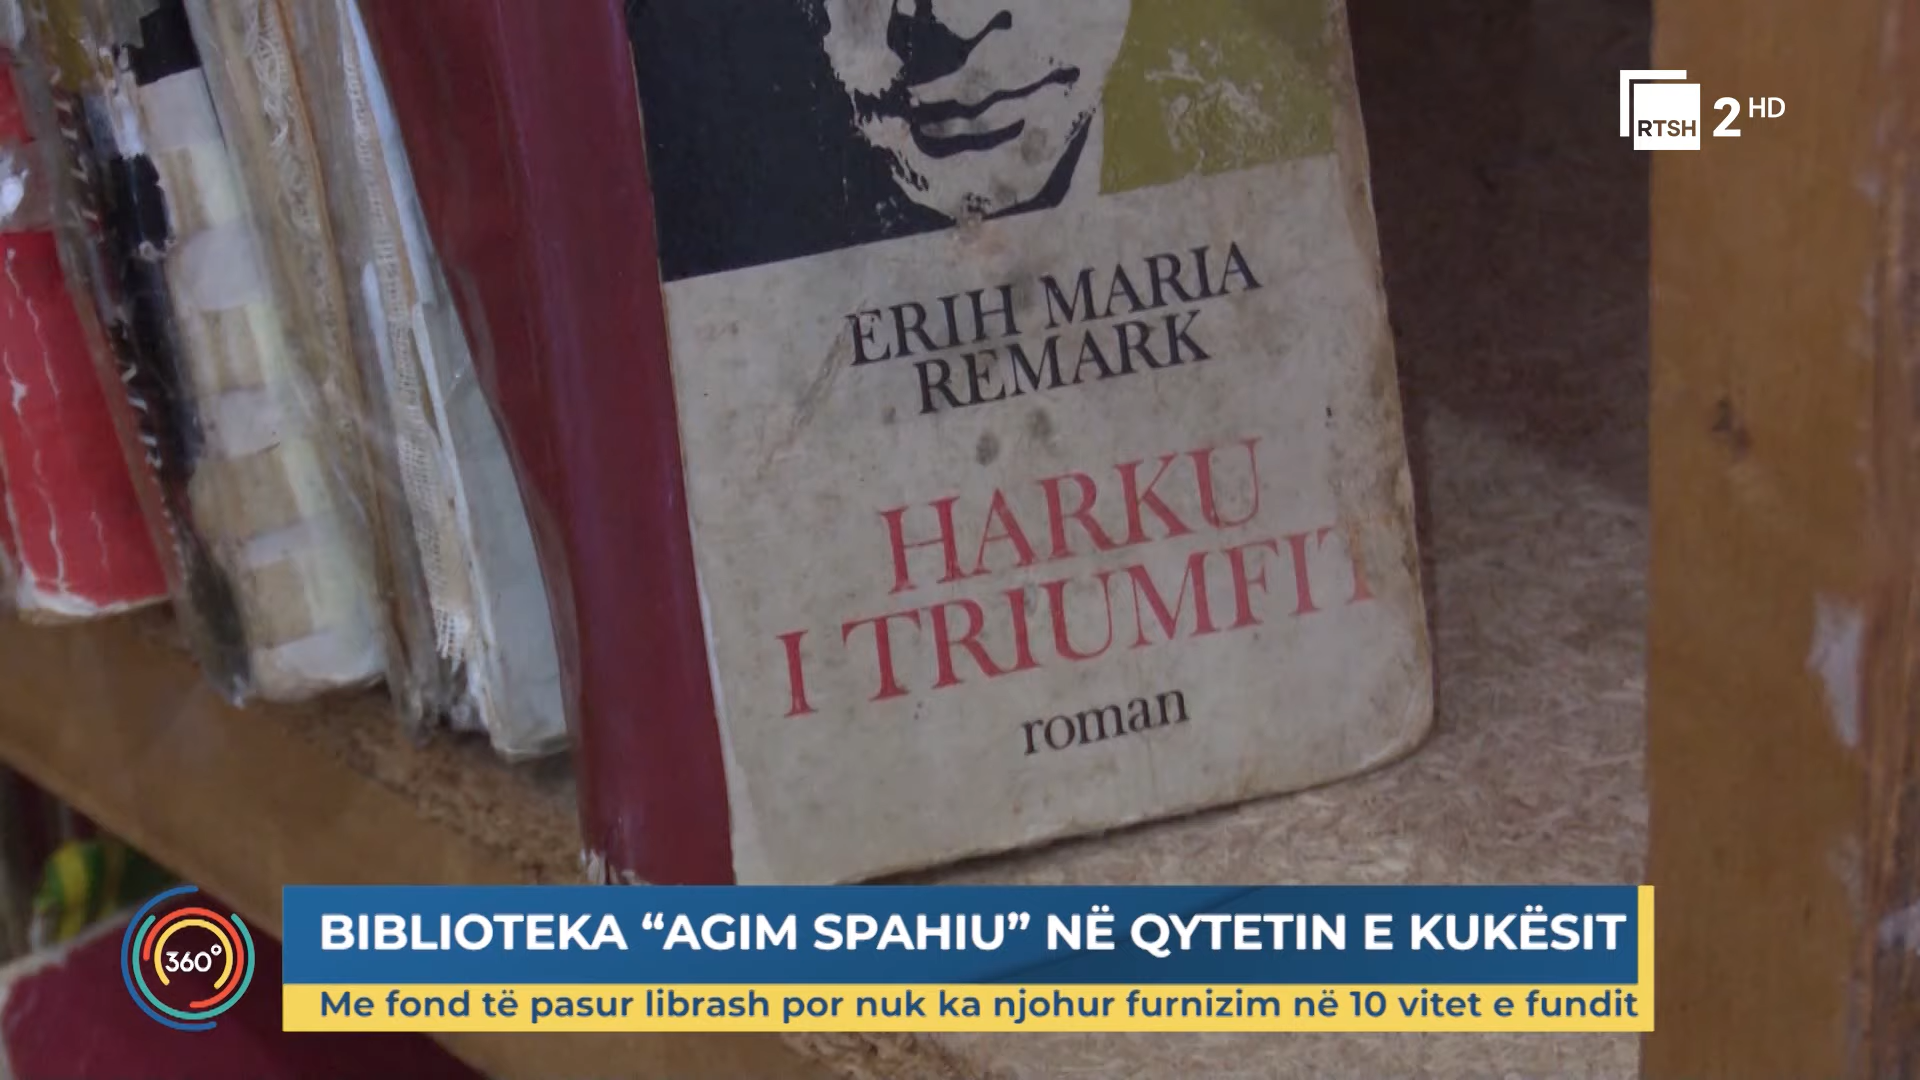 RTSH 2 HD
ERIH MARIA
REMARK
HARKU
I TRIUMFIT
roman
360°
BIBLIOTEKA “AGIM SPAHIU” NË QYTETIN E KUKËSIT
Me fond të pasur librash por nuk ka njohur furnizim në 10 vitet e fundit